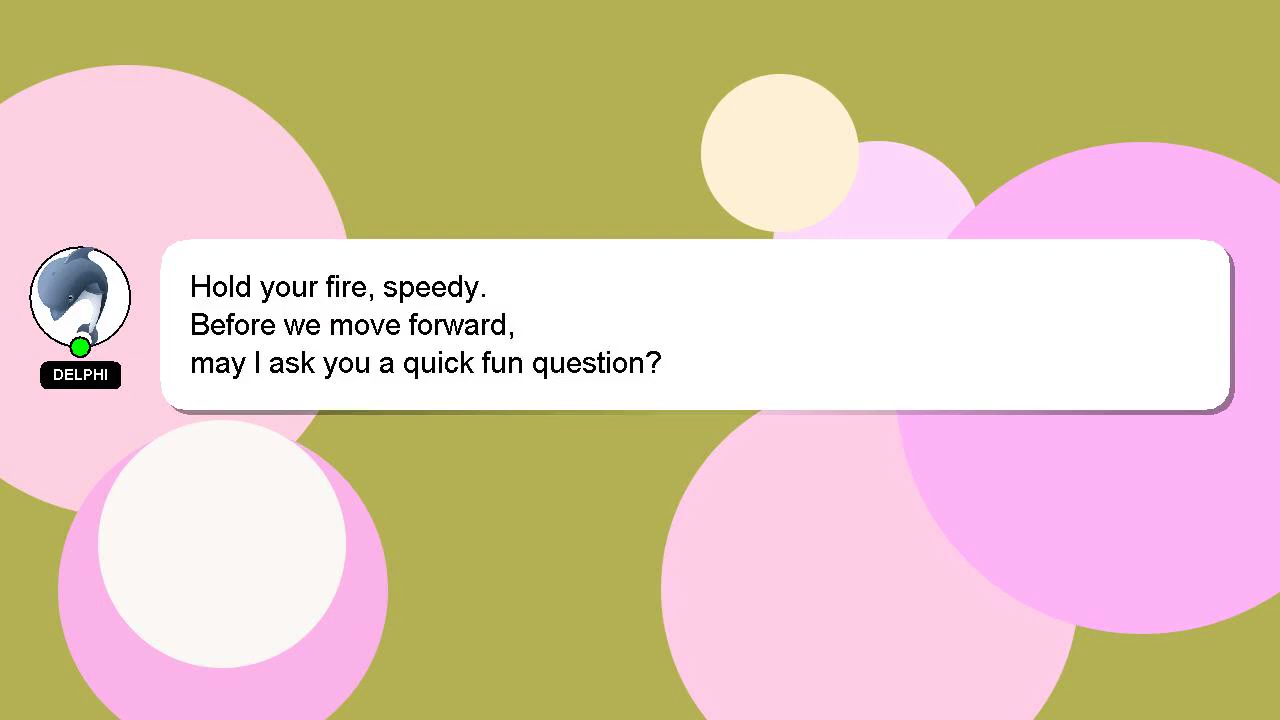 Hold your fire, speedy.
Before we move forward,
may I ask you a quick fun question?
DELPHI